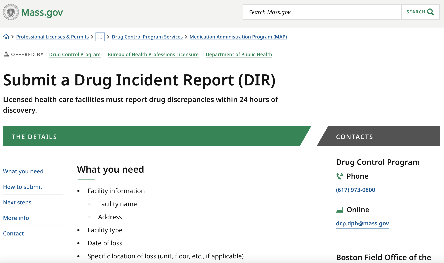 Mass.gov
Search Mass.gov
SEARCH
Professional Licenses & Permits
...
Drug Control Program Services
Medication Administration Program (MAP)
OFFERED BY
Drug Control Program
Bureau of Health Professions Licensure
Department of Public Health
Submit a Drug Incident Report (DIR)
Licensed health care facilities must report drug discrepancies within 24 hours of
discovery.
THE DETAILS
CONTACTS
What you need
How to submit
Next steps
More info
Contact
What you need
Facility information
Facility name
Address
Facility type
Date of loss
Specific location of loss (unit, floor, etc, if applicable)
Drug Control Program
Phone
(617) 973-0800
Online
dcp.dph@mass.gov
Boston Field Office of the